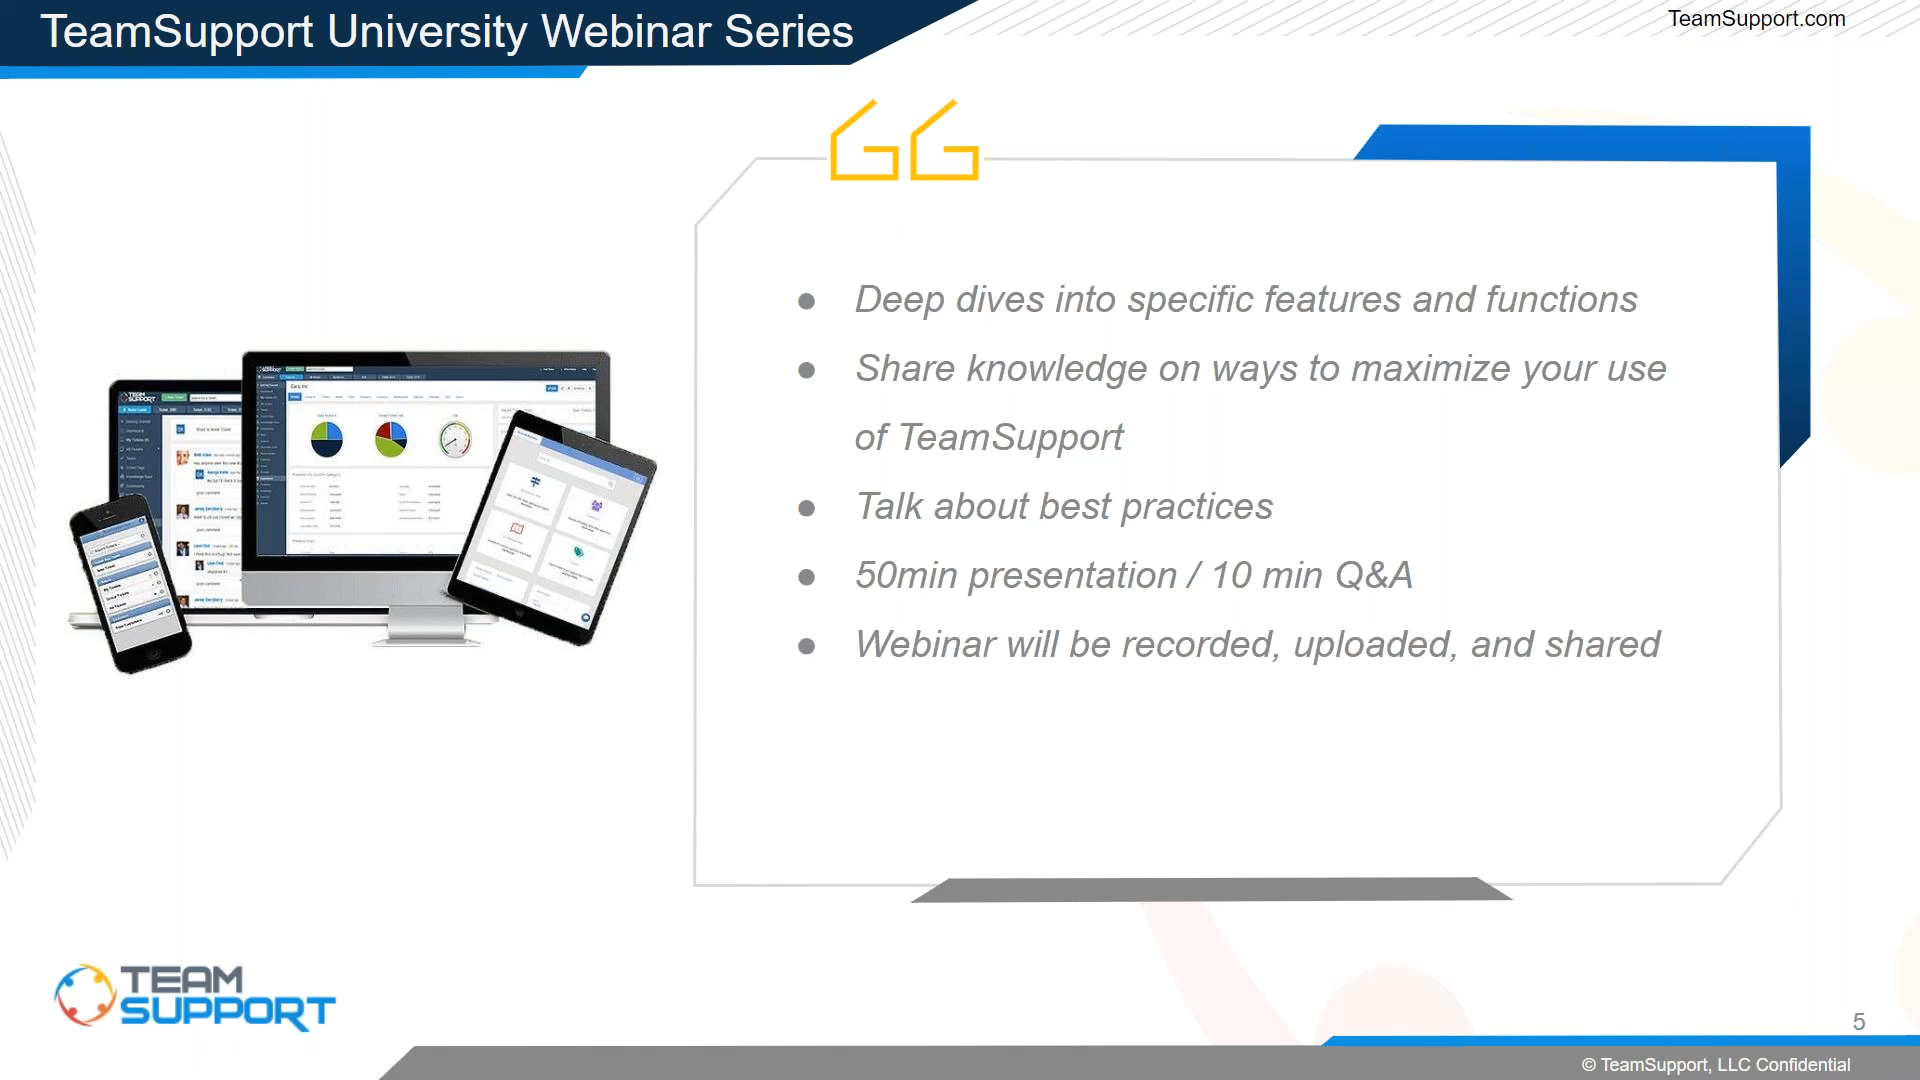 TeamSupport University Webinar Series
TeamSupport.com
● Deep dives into specific features and functions
● Share knowledge on ways to maximize your use
of TeamSupport
● Talk about best practices
● 50min presentation / 10 min Q&A
● Webinar will be recorded, uploaded, and shared
TEAM
SUPPORT
5
© TeamSupport, LLC Confidential